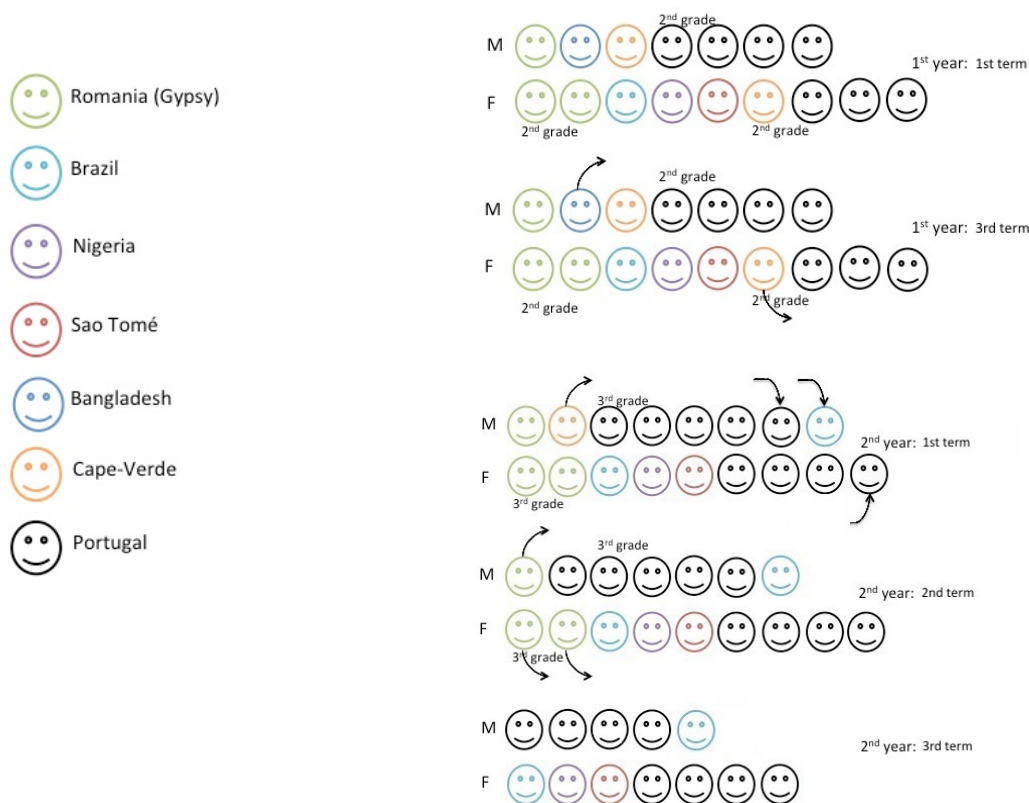 Romania (Gypsy)
Brazil
Nigeria
Sao Tomé
Bangladesh
Cape-Verde
Portugal
2nd grade
M
1st year: 1st term
F
2nd grade
2nd grade
2nd grade
M
1st year: 3rd term
F
2nd grade
2nd grade
3rd grade
M
2nd year: 1st term
F
3rd grade
3rd grade
M
2nd year: 2nd term
F
3rd grade
M
2nd year: 3rd term
F